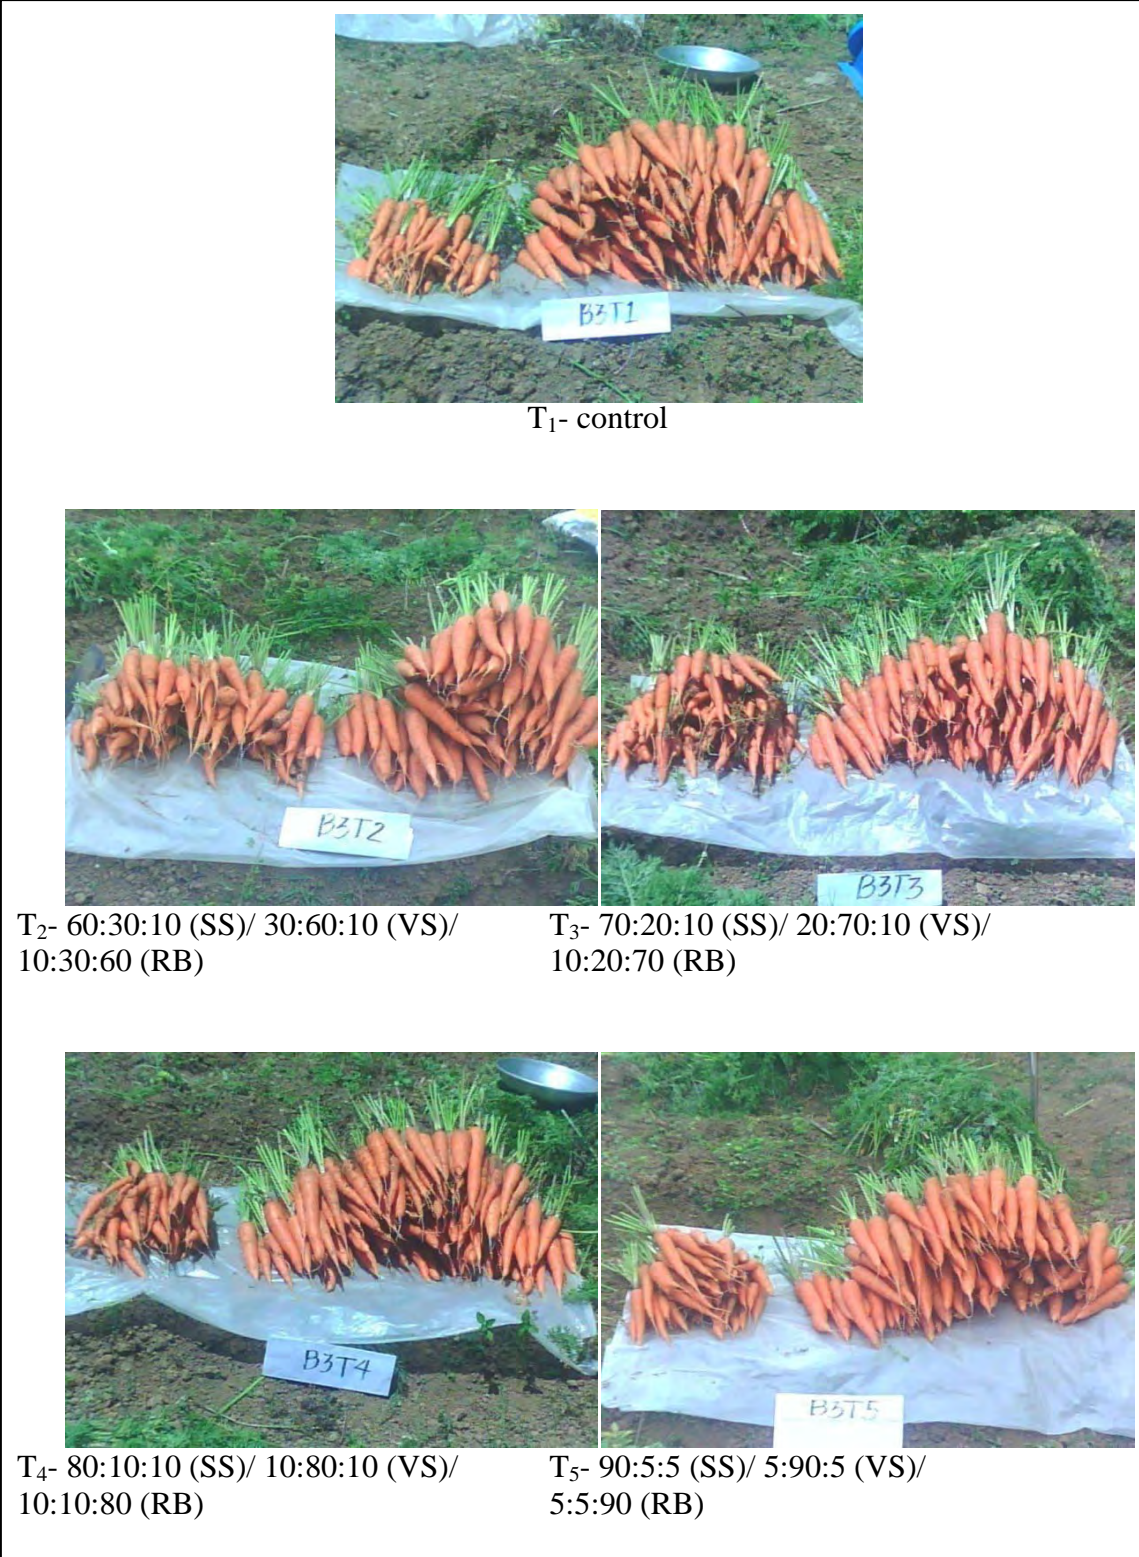 B3T1
T₁- control
B3T2
B3T3
T₂- 60:30:10 (SS)/ 30:60:10 (VS)/
10:30:60 (RB)
T₃- 70:20:10 (SS)/ 20:70:10 (VS)/
10:20:70 (RB)
B3T4
B3T5
T₄- 80:10:10 (SS)/ 10:80:10 (VS)/
10:10:80 (RB)
T₅- 90:5:5 (SS)/ 5:90:5 (VS)/
5:5:90 (RB)